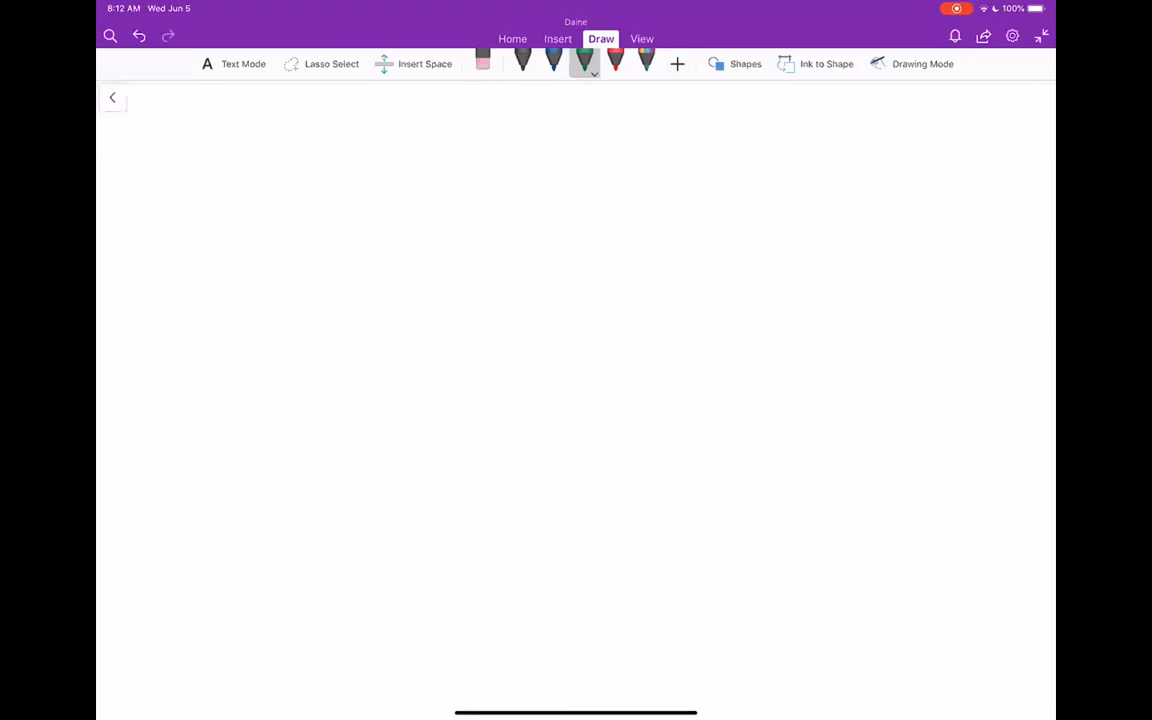 8:12 AM Wed Jun 5
100%
Daine
Home Insert Draw View
A Text Mode Lasso Select Insert Space Shapes Ink to Shape Drawing Mode